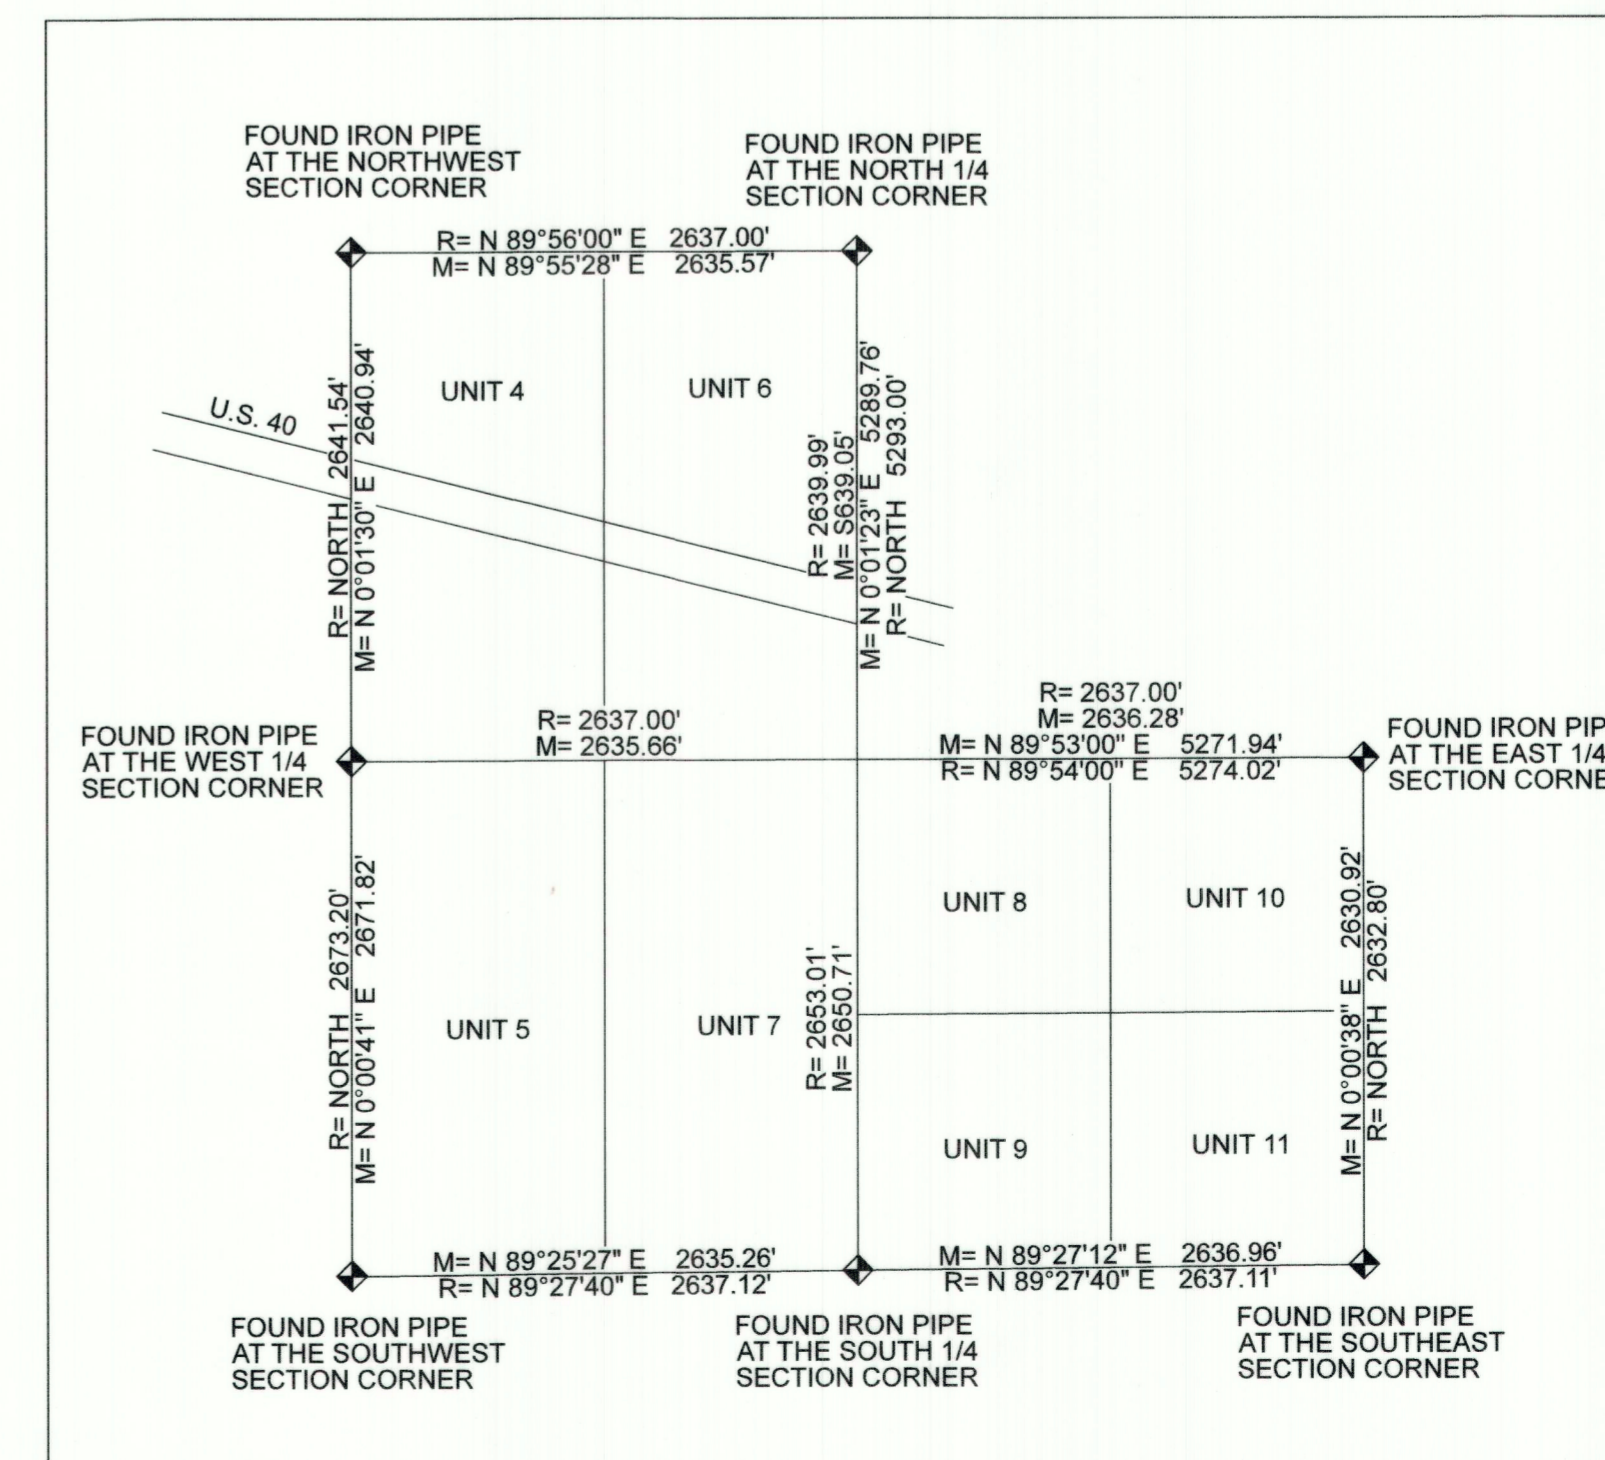 FOUND IRON PIPE
AT THE NORTHWEST
SECTION CORNER
FOUND IRON PIPE
AT THE NORTH 1/4
SECTION CORNER
R= N 89°56'00" E 2637.00'
M= N 89°55'28" E 2635.57'
UNIT 4
UNIT 6
U.S. 40
R= NORTH 2641.54'
M= N 0°01'30" E 2640.94'
R= 2639.99'
M= S639.05'
M= N 0°01'23" E 5289.76'
R= NORTH 5293.00'
R= 2637.00'
M= 2635.66'
R= 2637.00'
M= 2636.28'
M= N 89°53'00" E 5271.94'
R= N 89°54'00" E 5274.02'
FOUND IRON PIPE
AT THE WEST 1/4
SECTION CORNER
FOUND IRON PIP
AT THE EAST 1/4
SECTION CORNE
R= NORTH 2673.20'
M= N 0°00'41" E 2671.82'
UNIT 5
UNIT 7
R= 2653.01'
M= 2650.71'
UNIT 8
UNIT 10
UNIT 9
UNIT 11
M= N 0°00'38" E 2630.92'
R= NORTH 2632.80'
M= N 89°25'27" E 2635.26'
R= N 89°27'40" E 2637.12'
M= N 89°27'12" E 2636.96'
R= N 89°27'40" E 2637.11'
FOUND IRON PIPE
AT THE SOUTHWEST
SECTION CORNER
FOUND IRON PIPE
AT THE SOUTH 1/4
SECTION CORNER
FOUND IRON PIPE
AT THE SOUTHEAST
SECTION CORNER